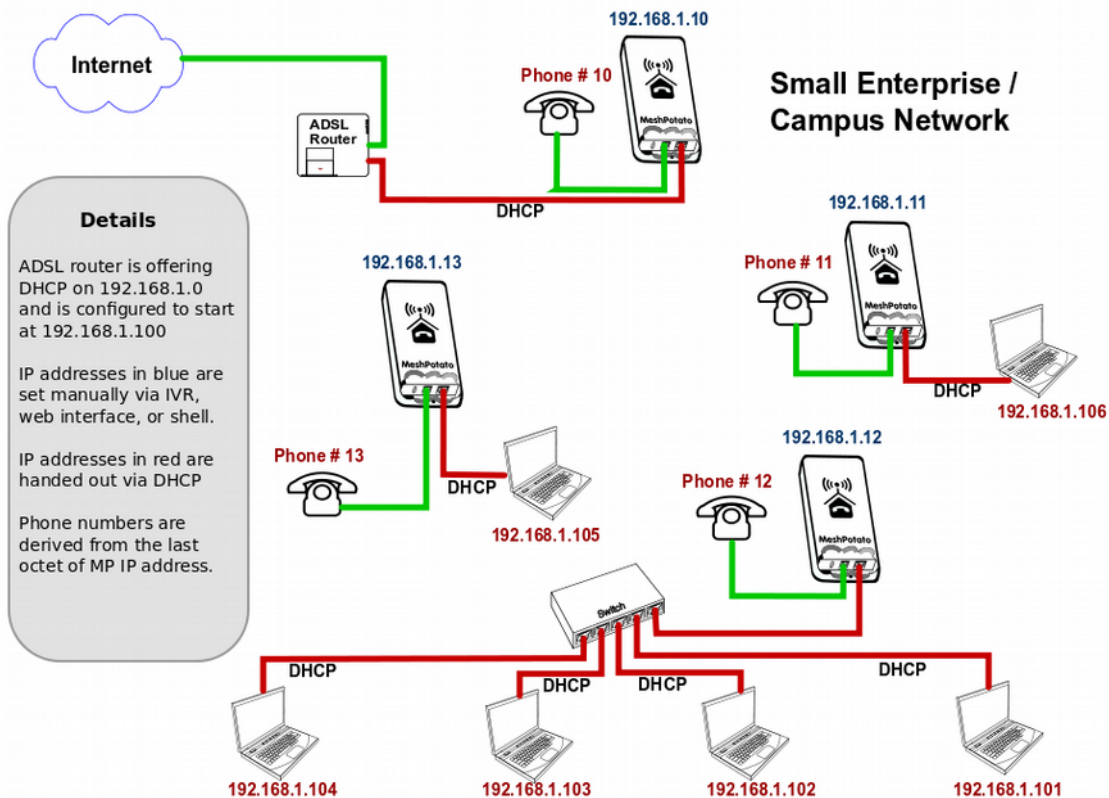 192.168.1.10
Internet
Phone # 10
Small Enterprise /
Campus Network
MeshPotato
ADSL
Router
DHCP
Details
ADSL router is offering
DHCP on 192.168.1.0
and is configured to start
at 192.168.1.100
IP addresses in blue are
set manually via IVR,
web interface, or shell.
IP addresses in red are
handed out via DHCP
Phone numbers are
derived from the last
octet of MP IP address.
192.168.1.11
Phone # 11
MeshPotato
DHCP
192.168.1.106
192.168.1.13
MeshPotato
Phone # 13
DHCP
192.168.1.105
192.168.1.12
Phone # 12
MeshPotato
Switch
DHCP
DHCP
DHCP
DHCP
192.168.1.104
192.168.1.103
192.168.1.102
192.168.1.101